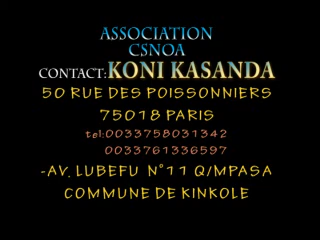 ASSOCIATION
CSNOA
CONTACT:KONI KASANDA
50 RUE DES POISSONNIERS
75018 PARIS
tel:0033758031342
0033761336597
-AV. LUBEFU N°11 Q/MPASA
COMMUNE DE KINKOLE